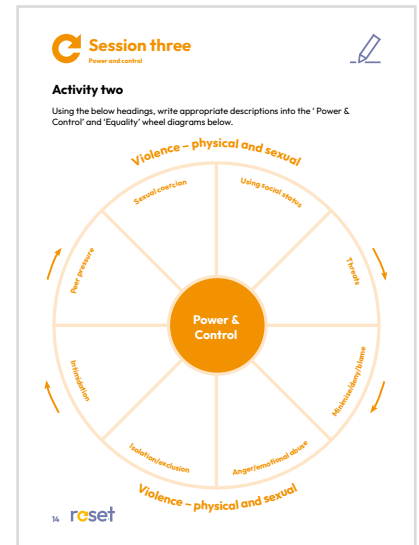 Session three
Power and control
Activity two
Using the below headings, write appropriate descriptions into the ‘ Power &
Control’ and ‘Equality’ wheel diagrams below.
Violence – physical and sexual
Sexual coercion
Using social status
Peer pressure
Threats
Power &
Control
Intimidation
Minimise/deny/blame
Isolation/exclusion
Anger/emotional abuse
Violence – physical and sexual
14 reset